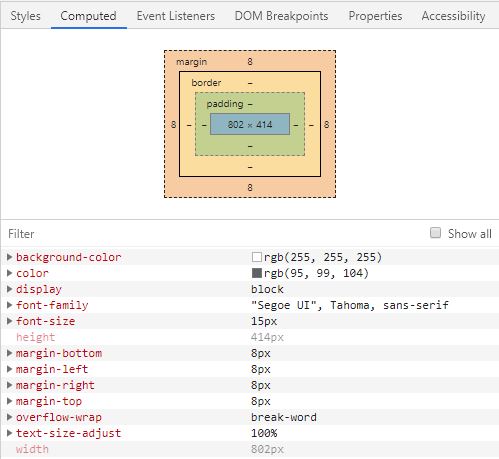 Styles Computed Event Listeners DOM Breakpoints Properties Accessibility
margin 8
border –
padding –
8 – – 802 × 414 – – 8
–
–
8
Filter Show all
background-color rgb(255, 255, 255)
color rgb(95, 99, 104)
display block
font-family "Segoe UI", Tahoma, sans-serif
font-size 15px
height 414px
margin-bottom 8px
margin-left 8px
margin-right 8px
margin-top 8px
overflow-wrap break-word
text-size-adjust 100%
width 802px